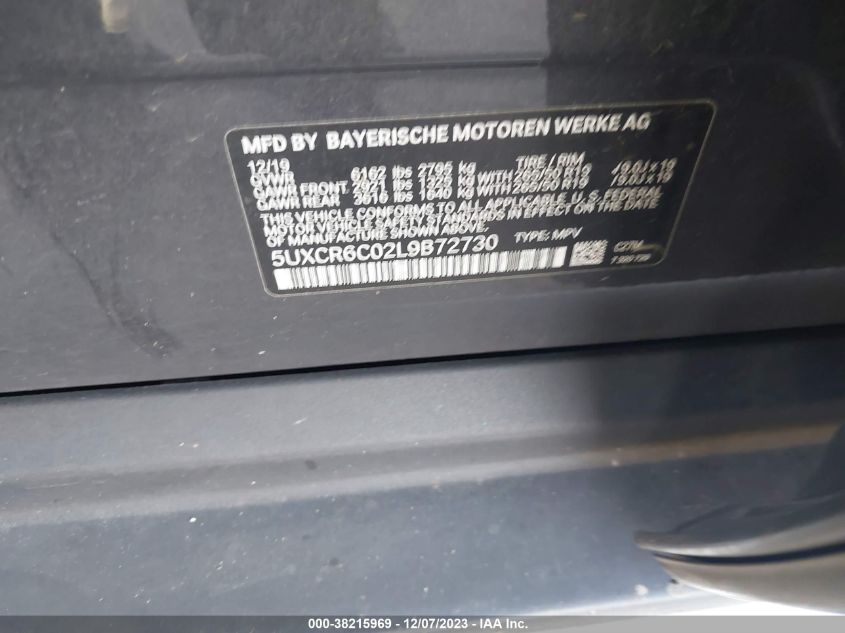 MFD BY BAYERISCHE MOTOREN WERKE AG
12/19 TIRE / RIM
GVWR 6162 lbs 2795 kg
GAWR FRONT 2921 lbs 1325 kg WITH 265/50 R19 /9.0J×19
GAWR REAR 3616 lbs 1640 kg WITH 265/50 R19 /9.0J×19
THIS VEHICLE CONFORMS TO ALL APPLICABLE U.S. FEDERAL
MOTOR VEHICLE SAFETY STANDARDS IN EFFECT ON THE DATE
OF MANUFACTURE SHOWN ABOVE.
5UXCR6C02L9B72730 TYPE: MPV
000-38215969 - 12/07/2023 - IAA Inc.